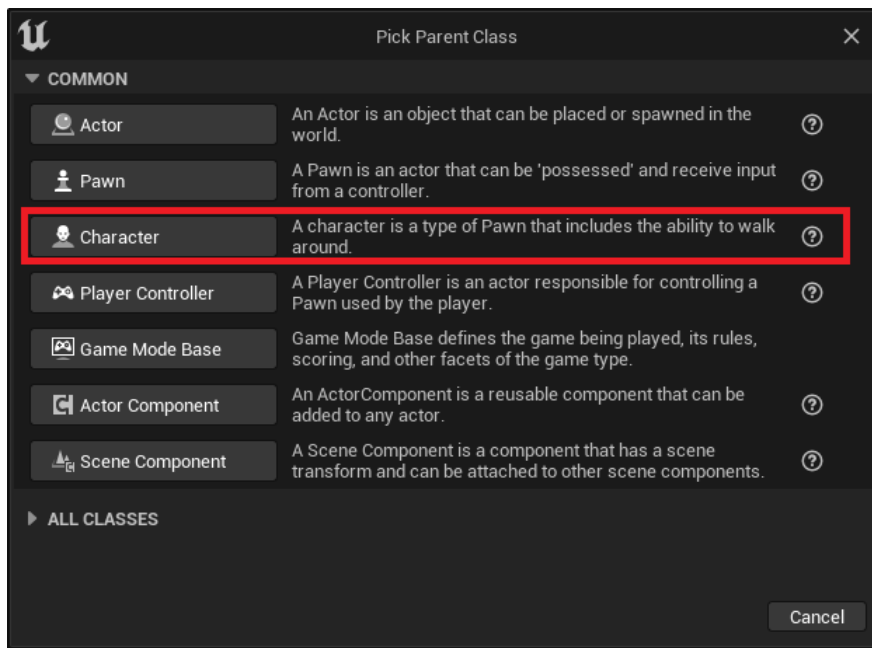 Pick Parent Class
COMMON
Actor
An Actor is an object that can be placed or spawned in the
world.
Pawn
A Pawn is an actor that can be 'possessed' and receive input
from a controller.
Character
A character is a type of Pawn that includes the ability to walk
around.
Player Controller
A Player Controller is an actor responsible for controlling a
Pawn used by the player.
Game Mode Base
Game Mode Base defines the game being played, its rules,
scoring, and other facets of the game type.
Actor Component
An ActorComponent is a reusable component that can be
added to any actor.
Scene Component
A Scene Component is a component that has a scene
transform and can be attached to other scene components.
ALL CLASSES
Cancel